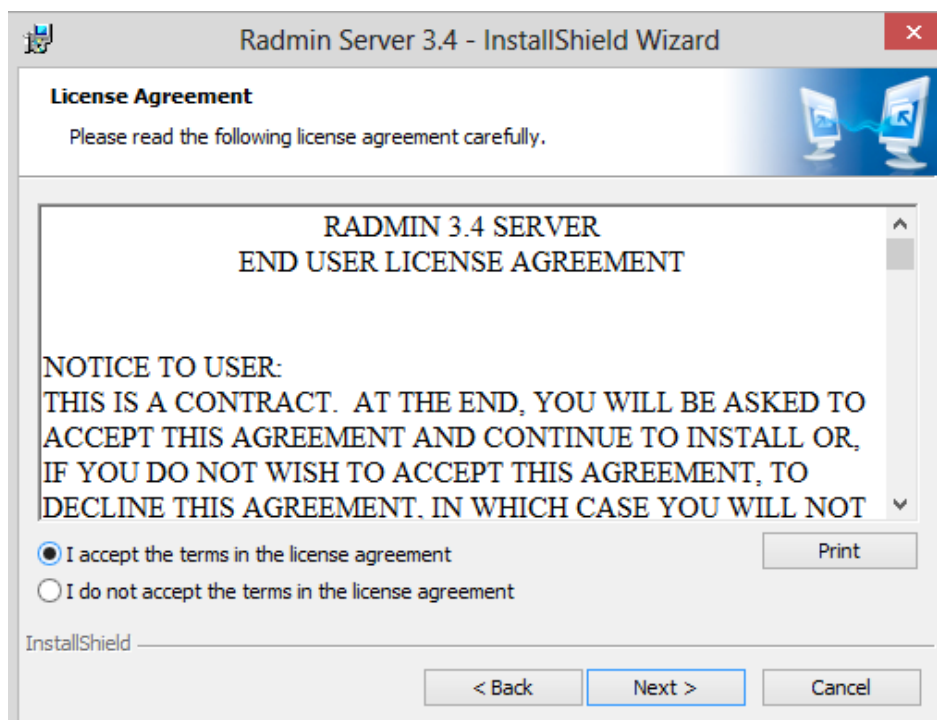 Radmin Server 3.4 - InstallShield Wizard
License Agreement
Please read the following license agreement carefully.
RADMIN 3.4 SERVER
END USER LICENSE AGREEMENT
NOTICE TO USER:
THIS IS A CONTRACT.  AT THE END, YOU WILL BE ASKED TO
ACCEPT THIS AGREEMENT AND CONTINUE TO INSTALL OR,
IF YOU DO NOT WISH TO ACCEPT THIS AGREEMENT, TO
DECLINE THIS AGREEMENT, IN WHICH CASE YOU WILL NOT
I accept the terms in the license agreement
Print
I do not accept the terms in the license agreement
InstallShield
< Back
Next >
Cancel